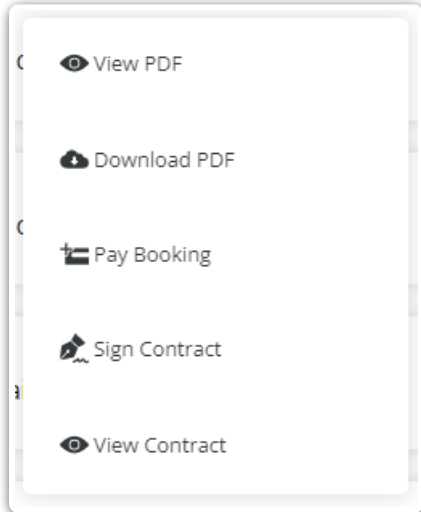 View PDF
Download PDF
Pay Booking
Sign Contract
View Contract